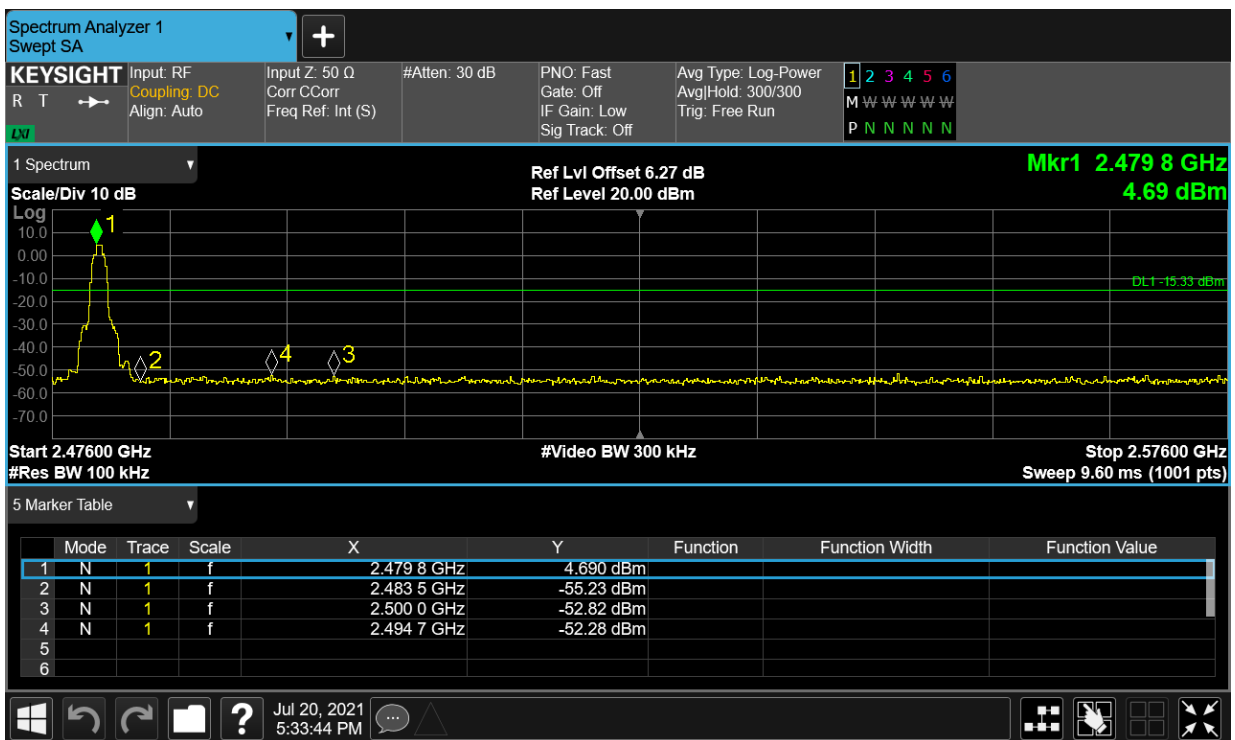 Spectrum Analyzer 1
Swept SA
+
KEYSIGHT
R T
LXI
Input: RF
Coupling: DC
Align: Auto
Input Z: 50 Ω
Corr CCorr
Freq Ref: Int (S)
#Atten: 30 dB
PNO: Fast
Gate: Off
IF Gain: Low
Sig Track: Off
Avg Type: Log-Power
Avg|Hold: 300/300
Trig: Free Run
1 2 3 4 5 6
M W W W W W
P N N N N N
1 Spectrum
Scale/Div 10 dB
Ref Lvl Offset 6.27 dB
Ref Level 20.00 dBm
Mkr1 2.479 8 GHz
4.69 dBm
Log
10.0
0.00
-10.0
-20.0
-30.0
-40.0
-50.0
-60.0
-70.0
1
2
4
3
DL1 -15.33 dBm
Start 2.47600 GHz
#Video BW 300 kHz
Stop 2.57600 GHz
#Res BW 100 kHz
Sweep 9.60 ms (1001 pts)
5 Marker Table
Mode Trace Scale X Y Function Function Width Function Value
1 N 1 f 2.479 8 GHz 4.690 dBm
2 N 1 f 2.483 5 GHz -55.23 dBm
3 N 1 f 2.500 0 GHz -52.82 dBm
4 N 1 f 2.494 7 GHz -52.28 dBm
5
6
?
Jul 20, 2021
5:33:44 PM